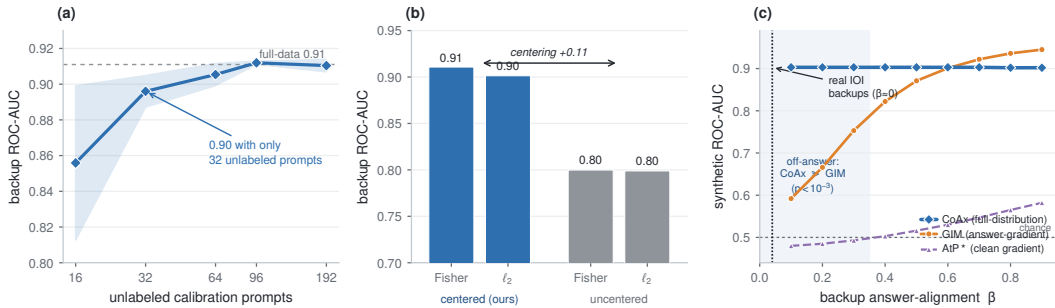 (a)
full-data 0.91
0.90 with only
32 unlabeled prompts
backup ROC-AUC
0.92
0.90
0.88
0.86
0.84
0.82
0.80
16
32
64
96
192
unlabeled calibration prompts
(b)
centering +0.11
0.91
0.90
0.80
0.80
backup ROC-AUC
0.95
0.90
0.85
0.80
0.75
0.70
Fisher
ℓ2
Fisher
ℓ2
centered (ours)
uncentered
(c)
real IOI
backups (β≈0)
off-answer:
CoAx > GIM
(p<10⁻³)
CoAx (full-distribution)
GIM (answer-gradient)
AtP* (clean gradient)
chance
synthetic ROC-AUC
0.9
0.8
0.7
0.6
0.5
0.0
0.2
0.4
0.6
0.8
backup answer-alignment β